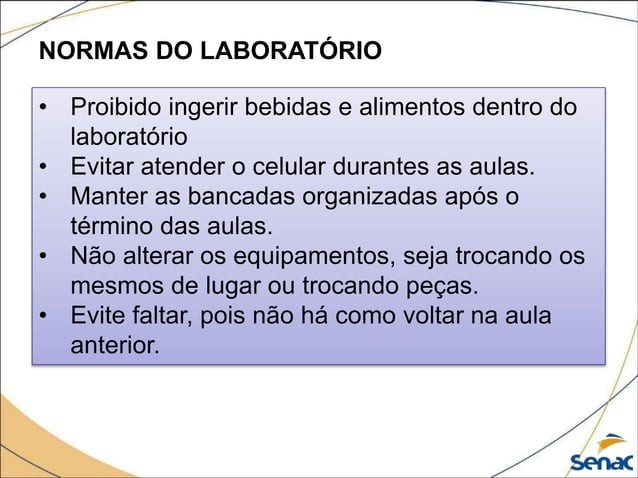 NORMAS DO LABORATÓRIO
• Proibido ingerir bebidas e alimentos dentro do
laboratório
• Evitar atender o celular durantes as aulas.
• Manter as bancadas organizadas após o
término das aulas.
• Não alterar os equipamentos, seja trocando os
mesmos de lugar ou trocando peças.
• Evite faltar, pois não há como voltar na aula
anterior.
Senac